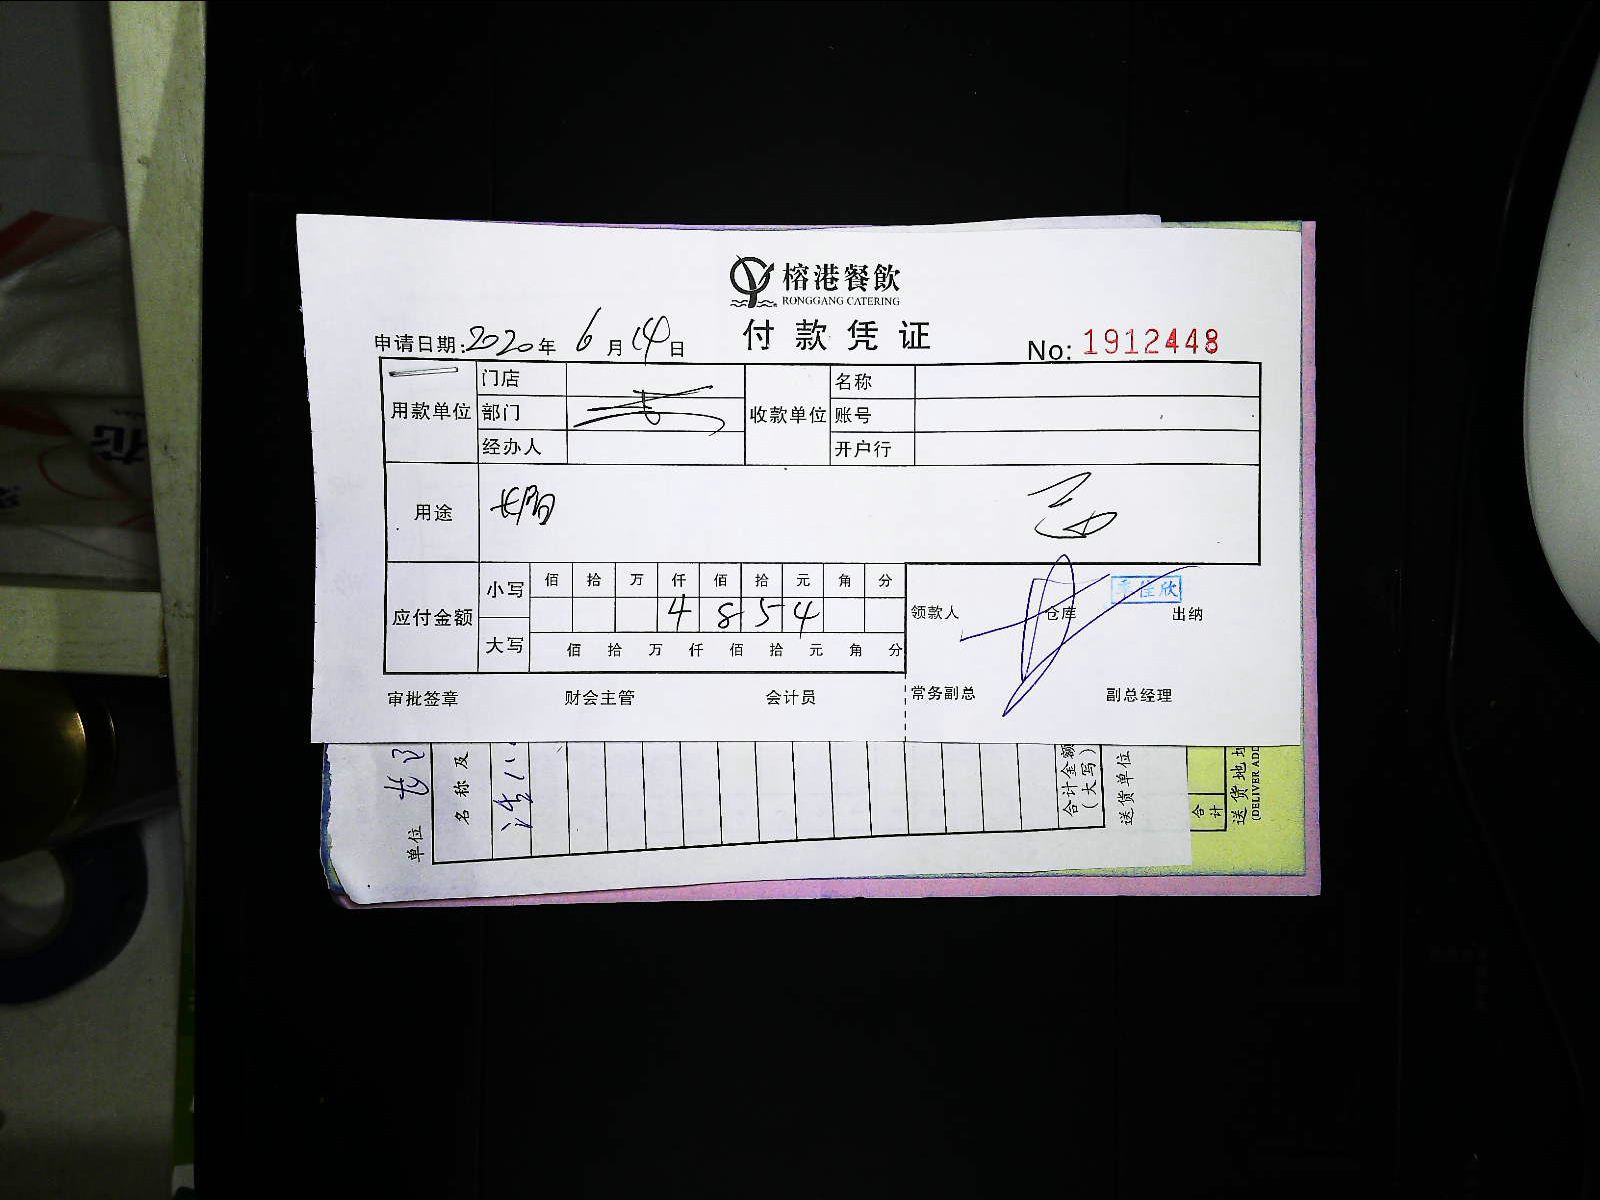 榕港餐飲
RONGGANG CATERING
付款凭证
申请日期:2020年6月14日
No: 1912448
用款单位
门店
部门
经办人
收款单位
名称
账号
开户行
用途
应付金额
小写
佰 拾 万 仟 佰 拾 元 角 分
4 8 5 4
大写
佰 拾 万 仟 佰 拾 元 角 分
领款人
仓库
出纳
审批签章
财会主管
会计员
常务副总
副总经理
单位
名称及
合计金额
(大写)
送货单位
合计
送货地址
(DELIVER ADD